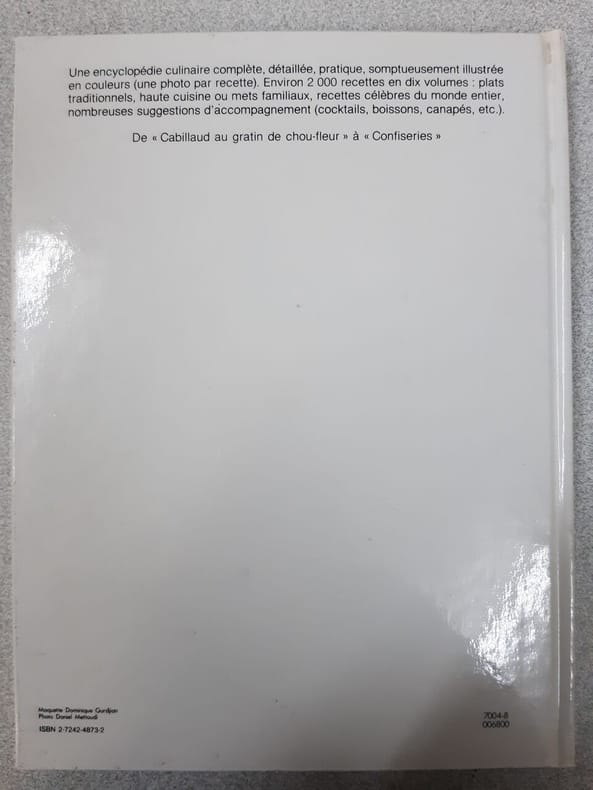 Une encyclopédie culinaire complète, détaillée, pratique, somptueusement illustrée
en couleurs (une photo par recette). Environ 2 000 recettes en dix volumes : plats
traditionnels, haute cuisine ou mets familiaux, recettes célèbres du monde entier,
nombreuses suggestions d'accompagnement (cocktails, boissons, canapés, etc.).
De « Cabillaud au gratin de chou-fleur » à « Confiseries »
Maquette Dominique Gurdjian
Photo Daniel Mettoudi
ISBN 2-7242-4873-2
7004-8
006800